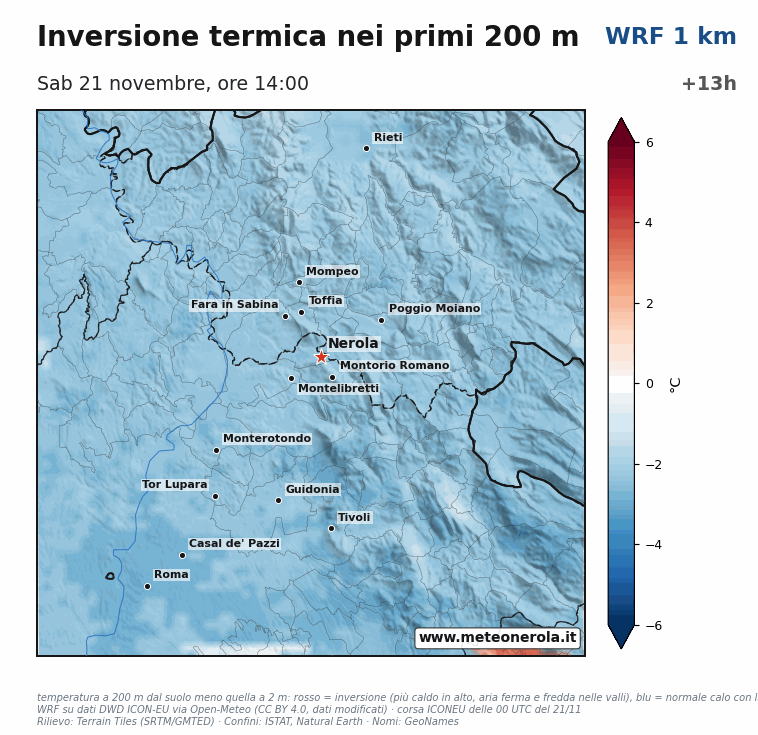 Inversione termica nei primi 200 m WRF 1 km
Sab 21 novembre, ore 14:00 +13h
Rieti
Mompeo
Toffia
Fara in Sabina
Poggio Moiano
Nerola
Montorio Romano
Montelibretti
Monterotondo
Tor Lupara
Guidonia
Tivoli
Casal de' Pazzi
Roma
www.meteonerola.it
6
4
2
0
−2
−4
−6
°C
temperatura a 200 m dal suolo meno quella a 2 m: rosso = inversione (più caldo in alto, aria ferma e fredda nelle valli), blu = normale calo con l
WRF su dati DWD ICON-EU via Open-Meteo (CC BY 4.0, dati modificati) · corsa ICONEU delle 00 UTC del 21/11
Rilievo: Terrain Tiles (SRTM/GMTED) · Confini: ISTAT, Natural Earth · Nomi: GeoNames